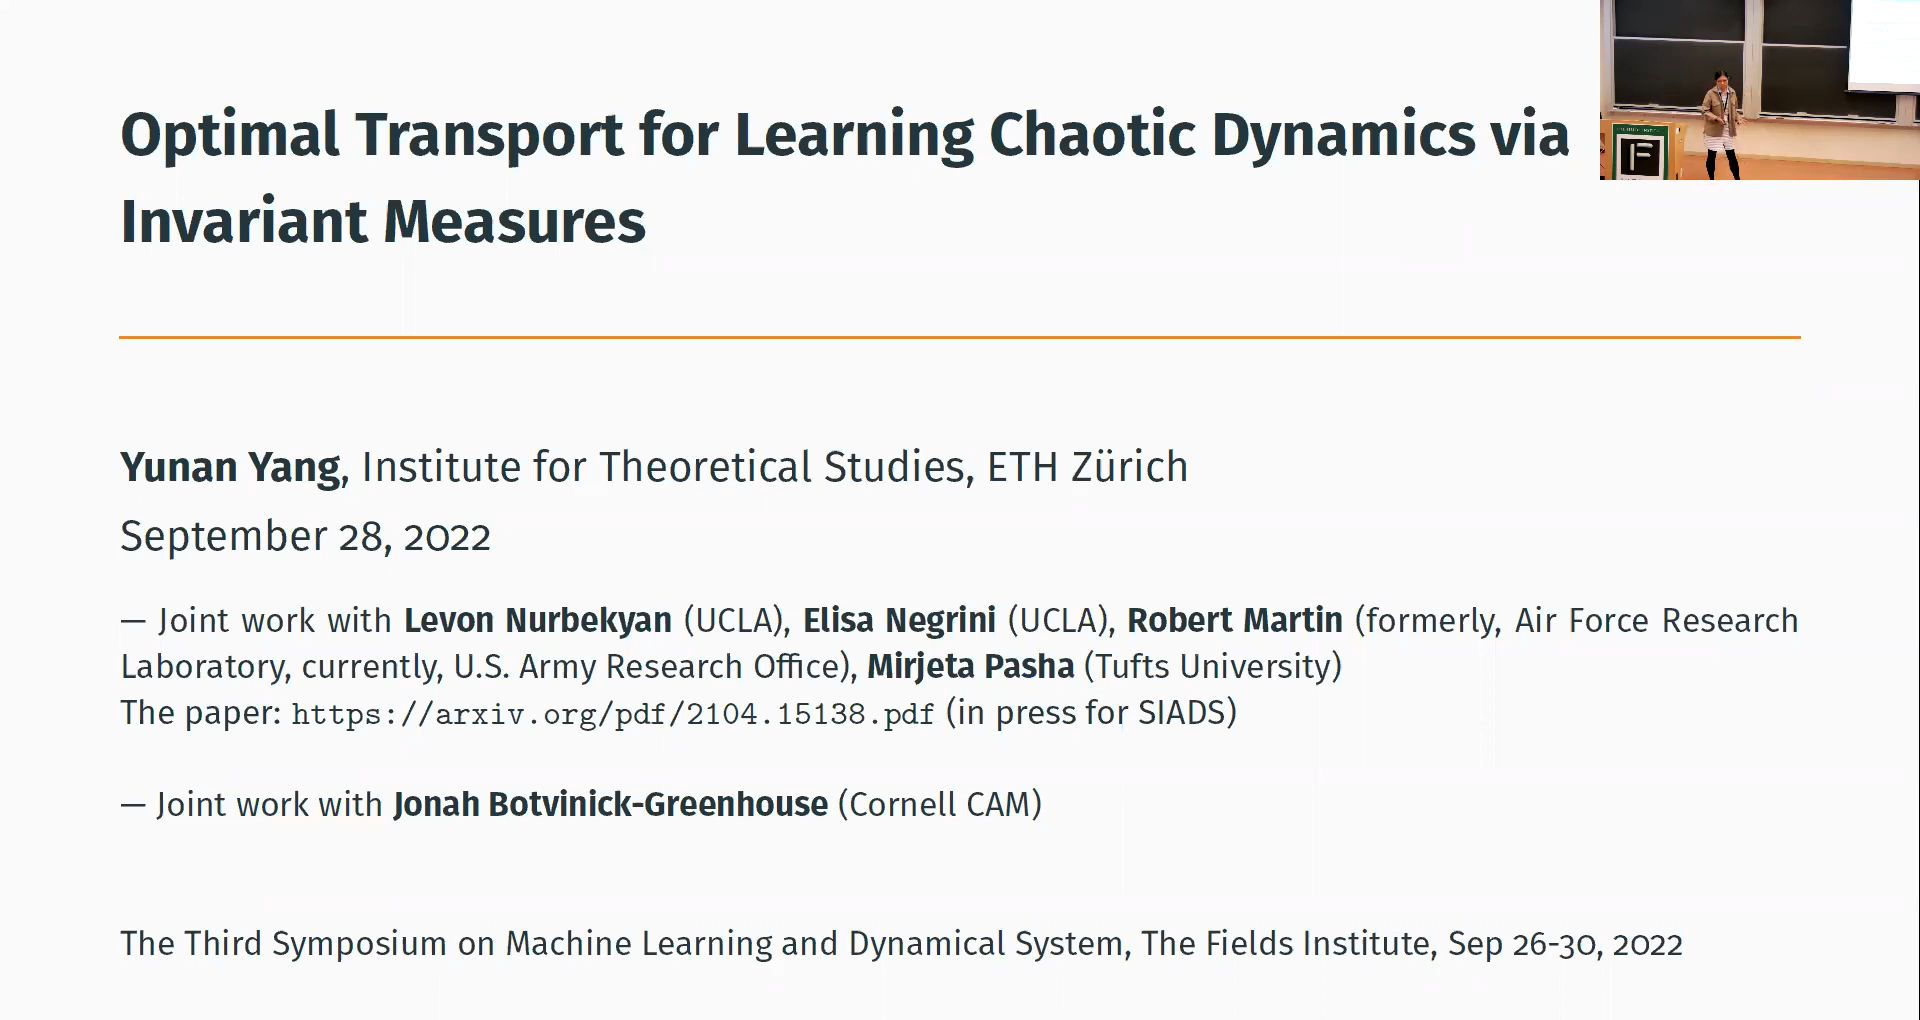 Optimal Transport for Learning Chaotic Dynamics via
Invariant Measures
Yunan Yang, Institute for Theoretical Studies, ETH Zürich
September 28, 2022
— Joint work with Levon Nurbekyan (UCLA), Elisa Negrini (UCLA), Robert Martin (formerly, Air Force Research
Laboratory, currently, U.S. Army Research Office), Mirjeta Pasha (Tufts University)
The paper: https://arxiv.org/pdf/2104.15138.pdf (in press for SIADS)
— Joint work with Jonah Botvinick-Greenhouse (Cornell CAM)
The Third Symposium on Machine Learning and Dynamical System, The Fields Institute, Sep 26-30, 2022